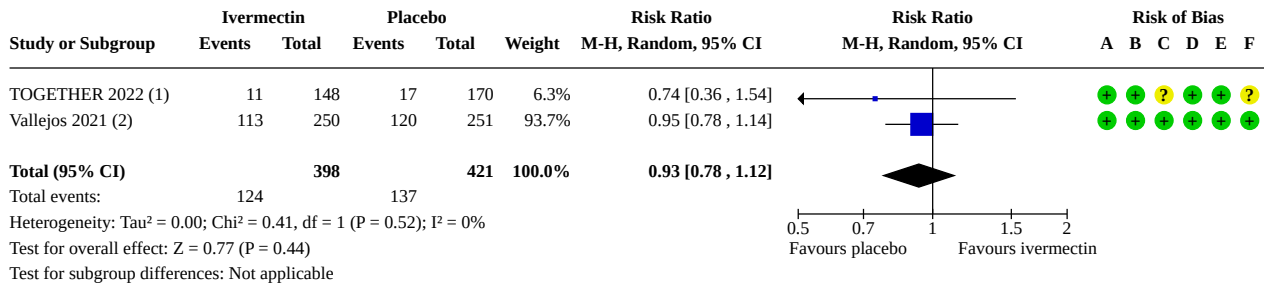 Ivermectin Placebo Risk Ratio Risk Ratio Risk of Bias
Study or Subgroup Events Total Events Total Weight M-H, Random, 95% CI M-H, Random, 95% CI A B C D E F
TOGETHER 2022 (1) 11 148 17 170 6.3% 0.74 [0.36 , 1.54] + + ? + + ?
Vallejos 2021 (2) 113 250 120 251 93.7% 0.95 [0.78 , 1.14] + + + + + +
Total (95% CI) 398 421 100.0% 0.93 [0.78 , 1.12]
Total events: 124 137
Heterogeneity: Tau² = 0.00; Chi² = 0.41, df = 1 (P = 0.52); I² = 0%
0.5 0.7 1 1.5 2
Test for overall effect: Z = 0.77 (P = 0.44) Favours placebo Favours ivermectin
Test for subgroup differences: Not applicable